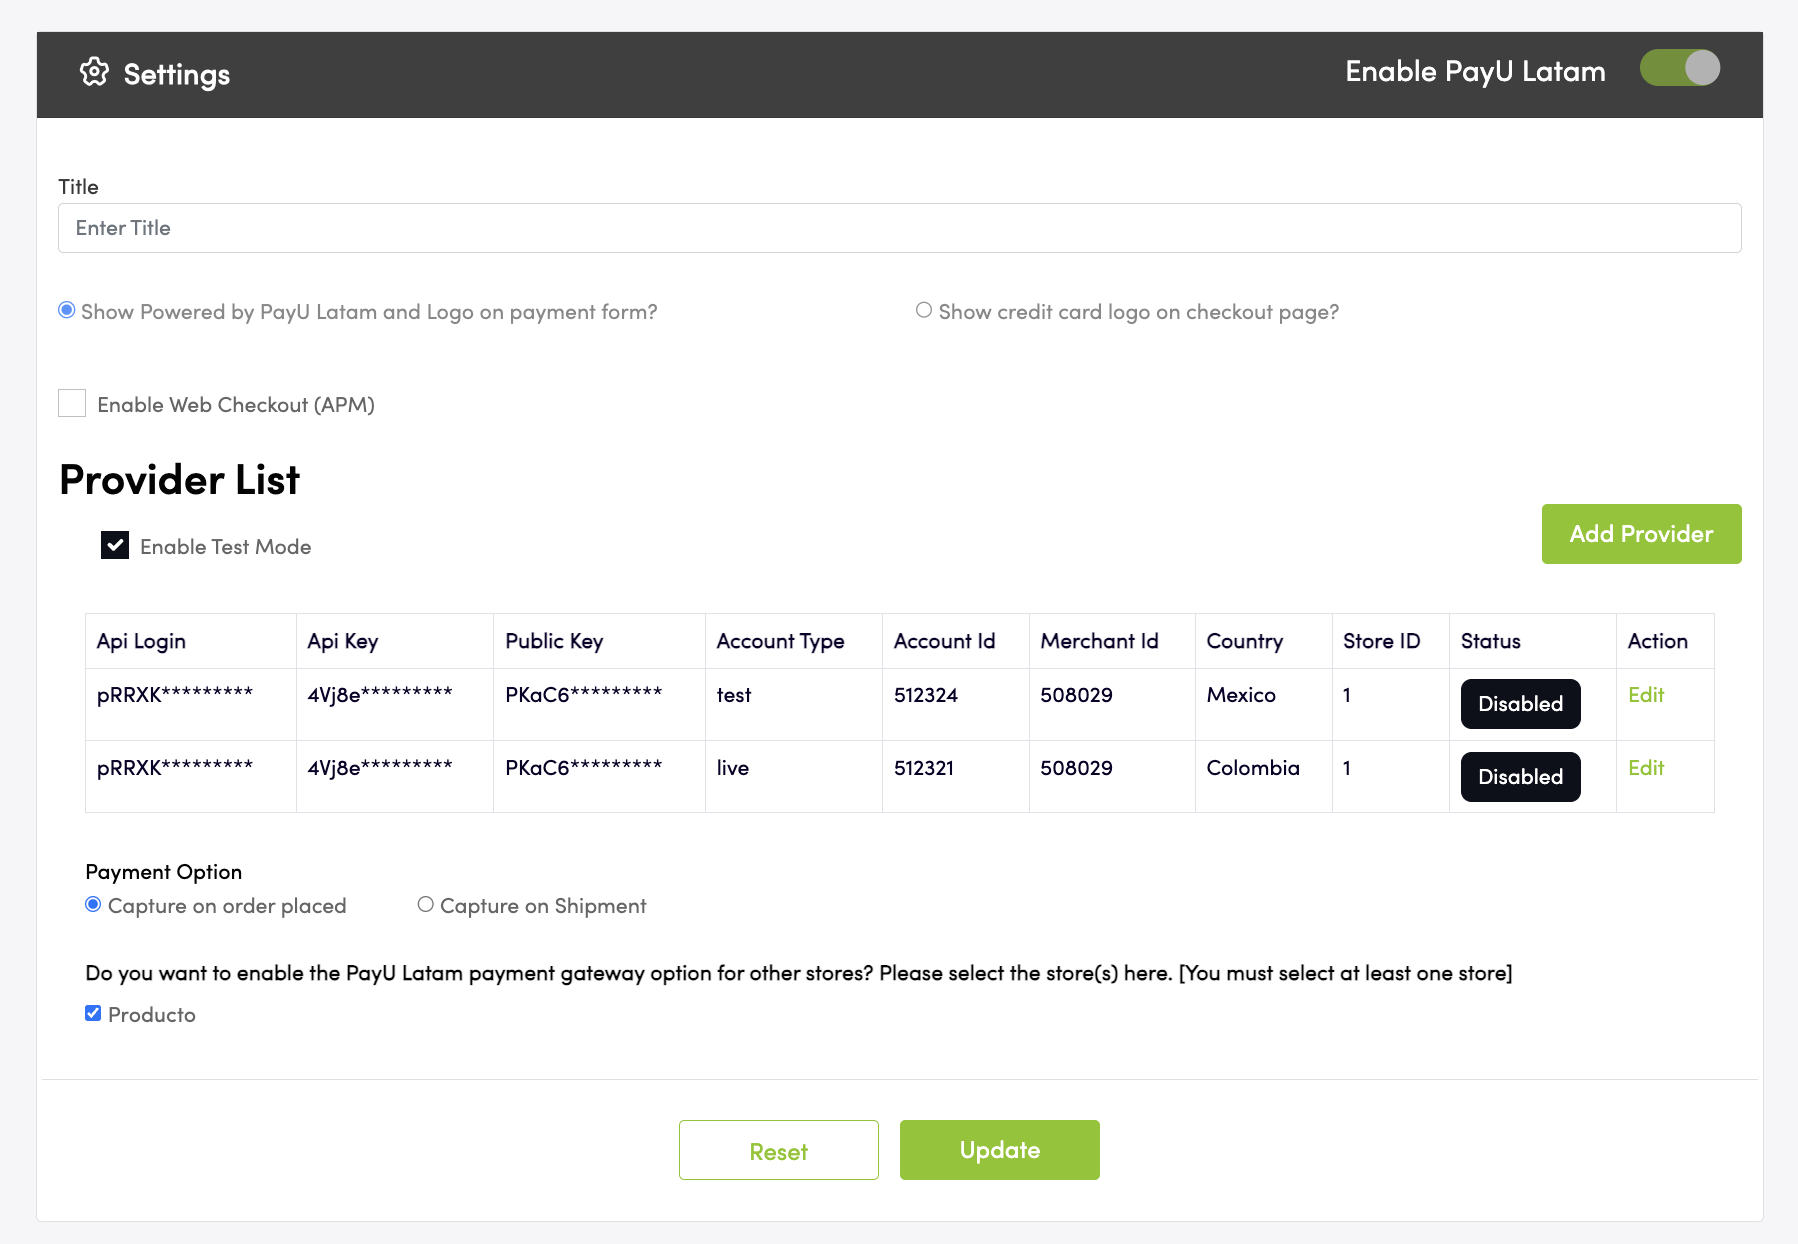 Settings
Enable PayU Latam
Title
Enter Title
Show Powered by PayU Latam and Logo on payment form?
Show credit card logo on checkout page?
Enable Web Checkout (APM)
Provider List
Enable Test Mode
Add Provider
Api Login Api Key Public Key Account Type Account Id Merchant Id Country Store ID Status Action
pRRXK********* 4Vj8e********* PKaC6********* test 512324 508029 Mexico 1 Disabled Edit
pRRXK********* 4Vj8e********* PKaC6********* live 512321 508029 Colombia 1 Disabled Edit
Payment Option
Capture on order placed
Capture on Shipment
Do you want to enable the PayU Latam payment gateway option for other stores? Please select the store(s) here. [You must select at least one store]
Producto
Reset
Update